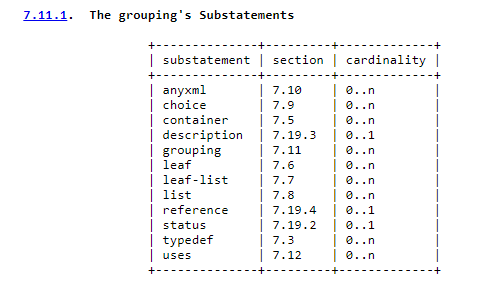 7.11.1. The grouping's Substatements
+--------------+---------+-------------+
| substatement | section | cardinality |
+--------------+---------+-------------+
| anyxml       | 7.10    | 0..n        |
| choice       | 7.9     | 0..n        |
| container    | 7.5     | 0..n        |
| description  | 7.19.3  | 0..1        |
| grouping     | 7.11    | 0..n        |
| leaf         | 7.6     | 0..n        |
| leaf-list    | 7.7     | 0..n        |
| list         | 7.8     | 0..n        |
| reference    | 7.19.4  | 0..1        |
| status       | 7.19.2  | 0..1        |
| typedef      | 7.3     | 0..n        |
| uses         | 7.12    | 0..n        |
+--------------+---------+-------------+